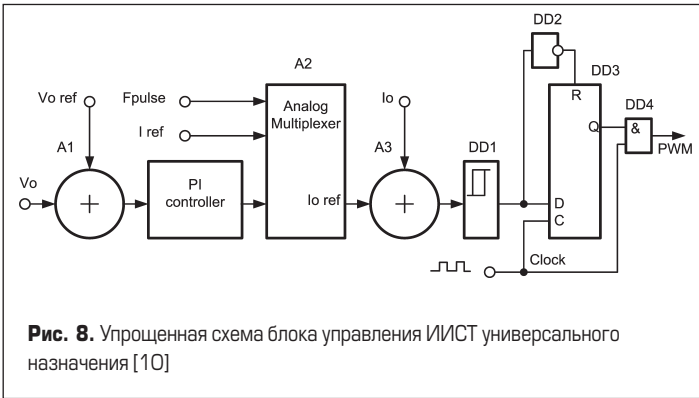 DD2
A2
DD3
Vo ref
Fpulse
Io
Analog
Multiplexer
R
DD4
I ref
A1
A3
DD1
Q
&
PWM
Vo
+
PI
controller
Io ref
+
D
C
Clock
Рис. 8. Упрощенная схема блока управления ИИСТ универсального
назначения [10]